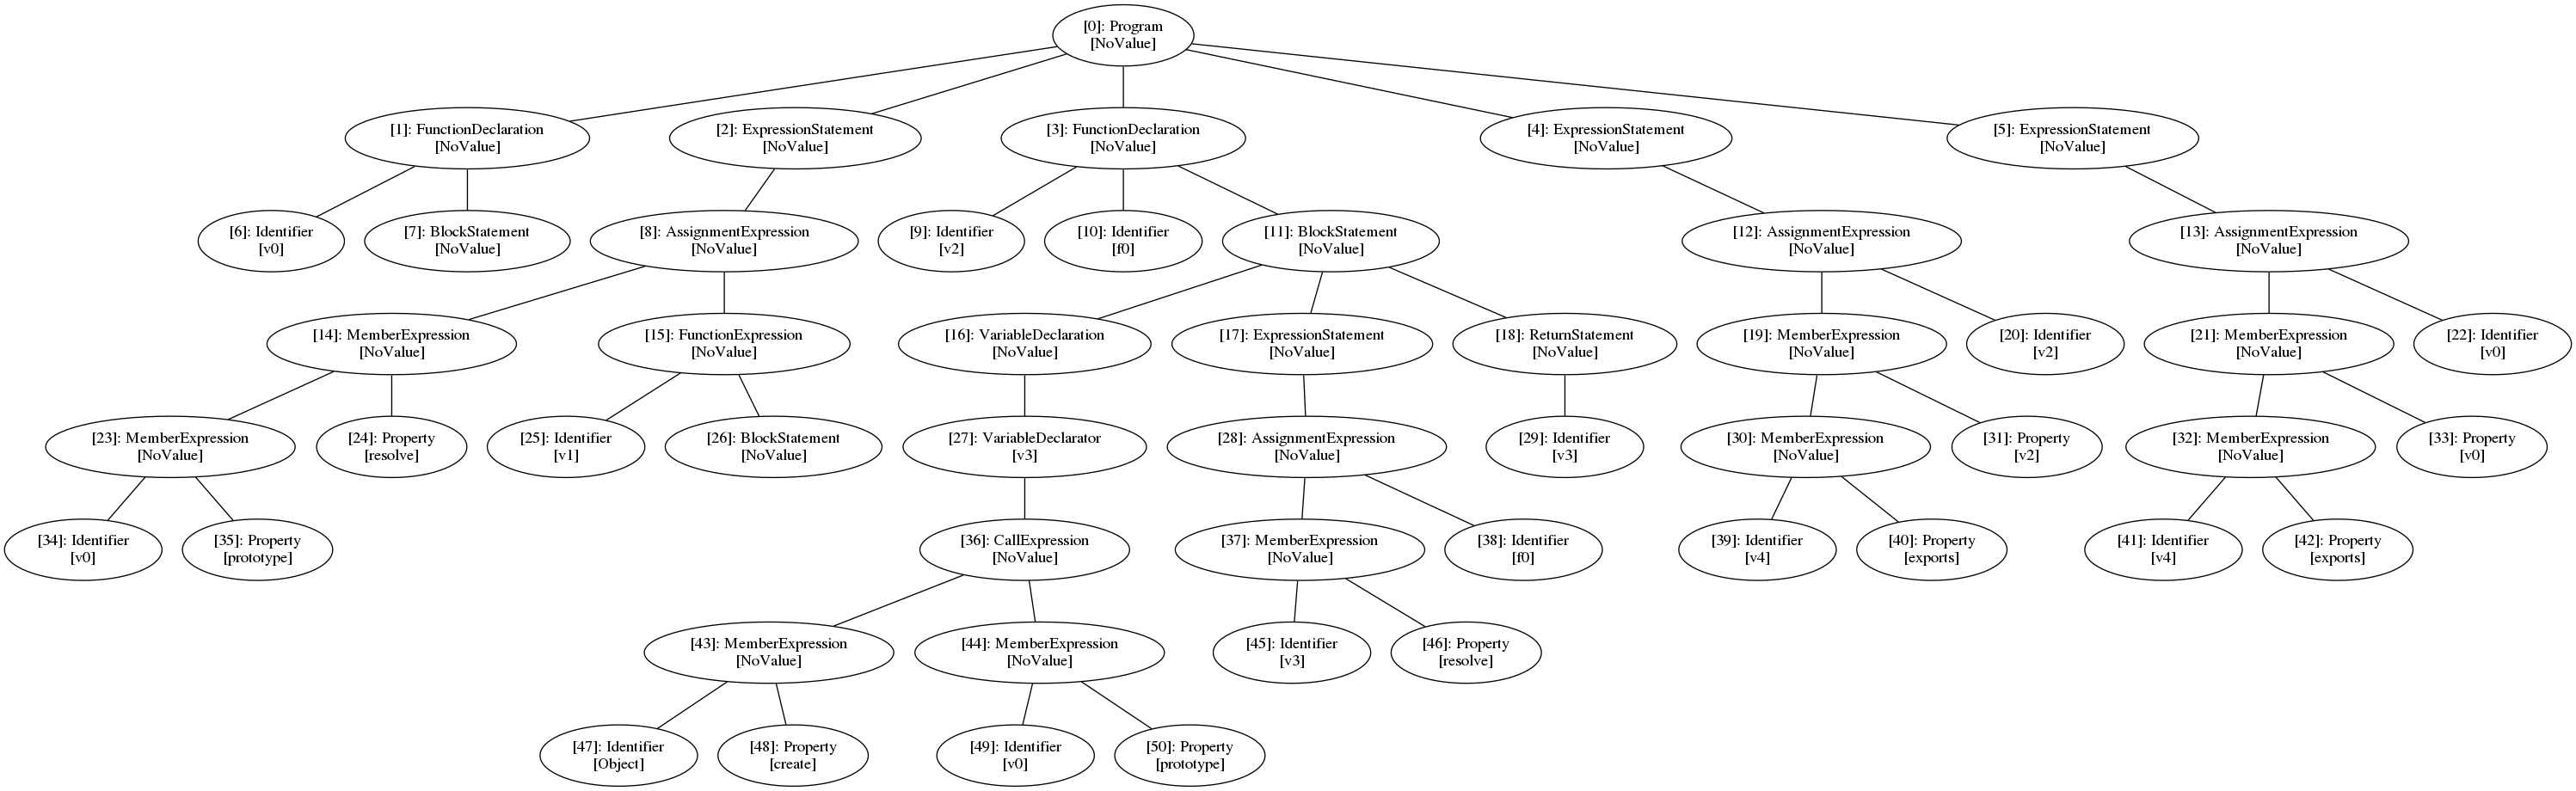 [0]: Program
[NoValue]
[1]: FunctionDeclaration
[NoValue]
[2]: ExpressionStatement
[NoValue]
[3]: FunctionDeclaration
[NoValue]
[4]: ExpressionStatement
[NoValue]
[5]: ExpressionStatement
[NoValue]
[6]: Identifier
[v0]
[7]: BlockStatement
[NoValue]
[8]: AssignmentExpression
[NoValue]
[9]: Identifier
[v2]
[10]: Identifier
[f0]
[11]: BlockStatement
[NoValue]
[12]: AssignmentExpression
[NoValue]
[13]: AssignmentExpression
[NoValue]
[14]: MemberExpression
[NoValue]
[15]: FunctionExpression
[NoValue]
[16]: VariableDeclaration
[NoValue]
[17]: ExpressionStatement
[NoValue]
[18]: ReturnStatement
[NoValue]
[19]: MemberExpression
[NoValue]
[20]: Identifier
[v2]
[21]: MemberExpression
[NoValue]
[22]: Identifier
[v0]
[23]: MemberExpression
[NoValue]
[24]: Property
[resolve]
[25]: Identifier
[v1]
[26]: BlockStatement
[NoValue]
[27]: VariableDeclarator
[v3]
[28]: AssignmentExpression
[NoValue]
[29]: Identifier
[v3]
[30]: MemberExpression
[NoValue]
[31]: Property
[v2]
[32]: MemberExpression
[NoValue]
[33]: Property
[v0]
[34]: Identifier
[v0]
[35]: Property
[prototype]
[36]: CallExpression
[NoValue]
[37]: MemberExpression
[NoValue]
[38]: Identifier
[f0]
[39]: Identifier
[v4]
[40]: Property
[exports]
[41]: Identifier
[v4]
[42]: Property
[exports]
[43]: MemberExpression
[NoValue]
[44]: MemberExpression
[NoValue]
[45]: Identifier
[v3]
[46]: Property
[resolve]
[47]: Identifier
[Object]
[48]: Property
[create]
[49]: Identifier
[v0]
[50]: Property
[prototype]